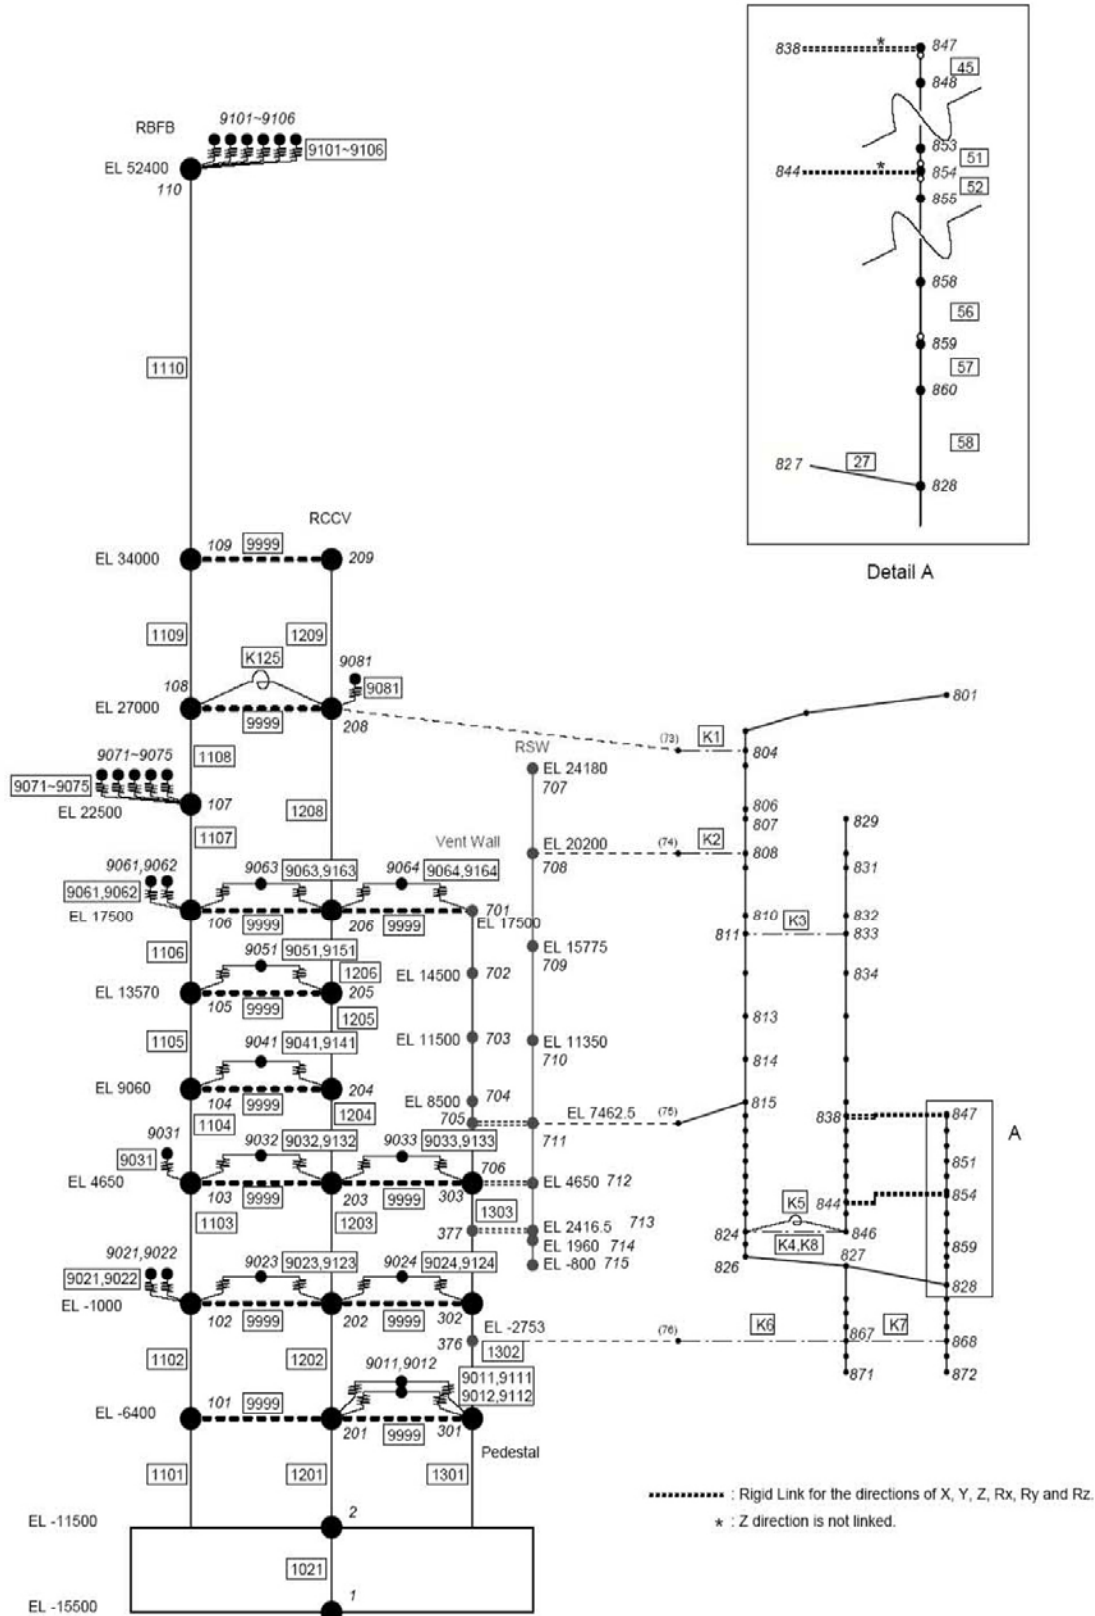 838 * 847
45
848
853
51
844 * 854
52
855
858
56
859
57
860
58
827 27
828
Detail A
RBFB 9101~9106
9101~9106
EL 52400
110
1110
RCCV
EL 34000 109 9999 209
1109 1209
K125 9081
108 9081
EL 27000 9999 208
9071~9075 1108
9071~9075
EL 22500 107
1208
1107
(73) K1 804
801
RSW
EL 24180
707
806
807
829
Vent Wall
EL 20200 (74) K2 808
708
831
9061,9062 9063 9063,9163 9064 9064,9164
9061,9062
EL 17500 106 9999 206 9999 701
EL 17500
810 832
811 K3 833
1106 9051 9051,9151
1206
EL 14500 702
EL 15775
709
834
EL 13570 105 9999 205
1205
813
1105 9041 9041,9141
EL 11500 703
EL 11350
710
814
EL 9060 104 9999 204
1104 1204
EL 8500 704
705
EL 7462.5 (75) 815
711
838 847
A
9031 9032 9032,9132 9033 9033,9133
9031
706
EL 4650 103 9999 203 9999 303
EL 4650 712
1103 1203 1303
851
844 854
K5
377 EL 2416.5 713
824 K4,K8 846
EL 1960 714
EL -800 715
859
826 827
828
9021,9022 9023 9023,9123 9024 9024,9124
9021,9022
EL -1000 102 9999 202 9999 302
EL -2753
376 (76) K6 867 K7 868
1302
1102 1202 9011,9012
871 872
9011,9111
9012,9112
EL -6400 101 9999 201 9999 301
Pedestal
1101 1201 1301
: Rigid Link for the directions of X, Y, Z, Rx, Ry and Rz.
* : Z direction is not linked.
EL -11500 2
1021
EL -15500 1